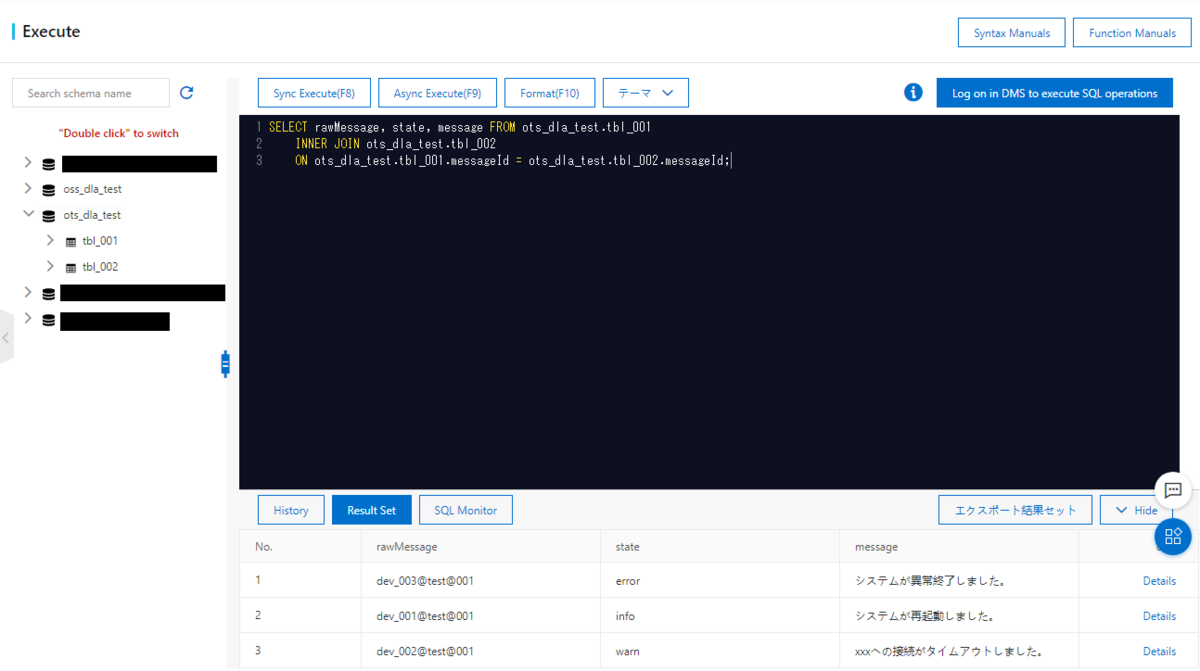 Execute
Syntax Manuals
Function Manuals
Search schema name
"Double click" to switch
oss_dla_test
ots_dla_test
tbl_001
tbl_002
Sync Execute(F8)
Async Execute(F9)
Format(F10)
テーマ
Log on in DMS to execute SQL operations
1 SELECT rawMessage, state, message FROM ots_dla_test.tbl_001
2 INNER JOIN ots_dla_test.tbl_002
3 ON ots_dla_test.tbl_001.messageId = ots_dla_test.tbl_002.messageId;
History
Result Set
SQL Monitor
エクスポート結果セット
Hide
No. rawMessage state message
1 dev_003@test@001 error システムが異常終了しました。 Details
2 dev_001@test@001 info システムが再起動しました。 Details
3 dev_002@test@001 warn xxxへの接続がタイムアウトしました。 Details